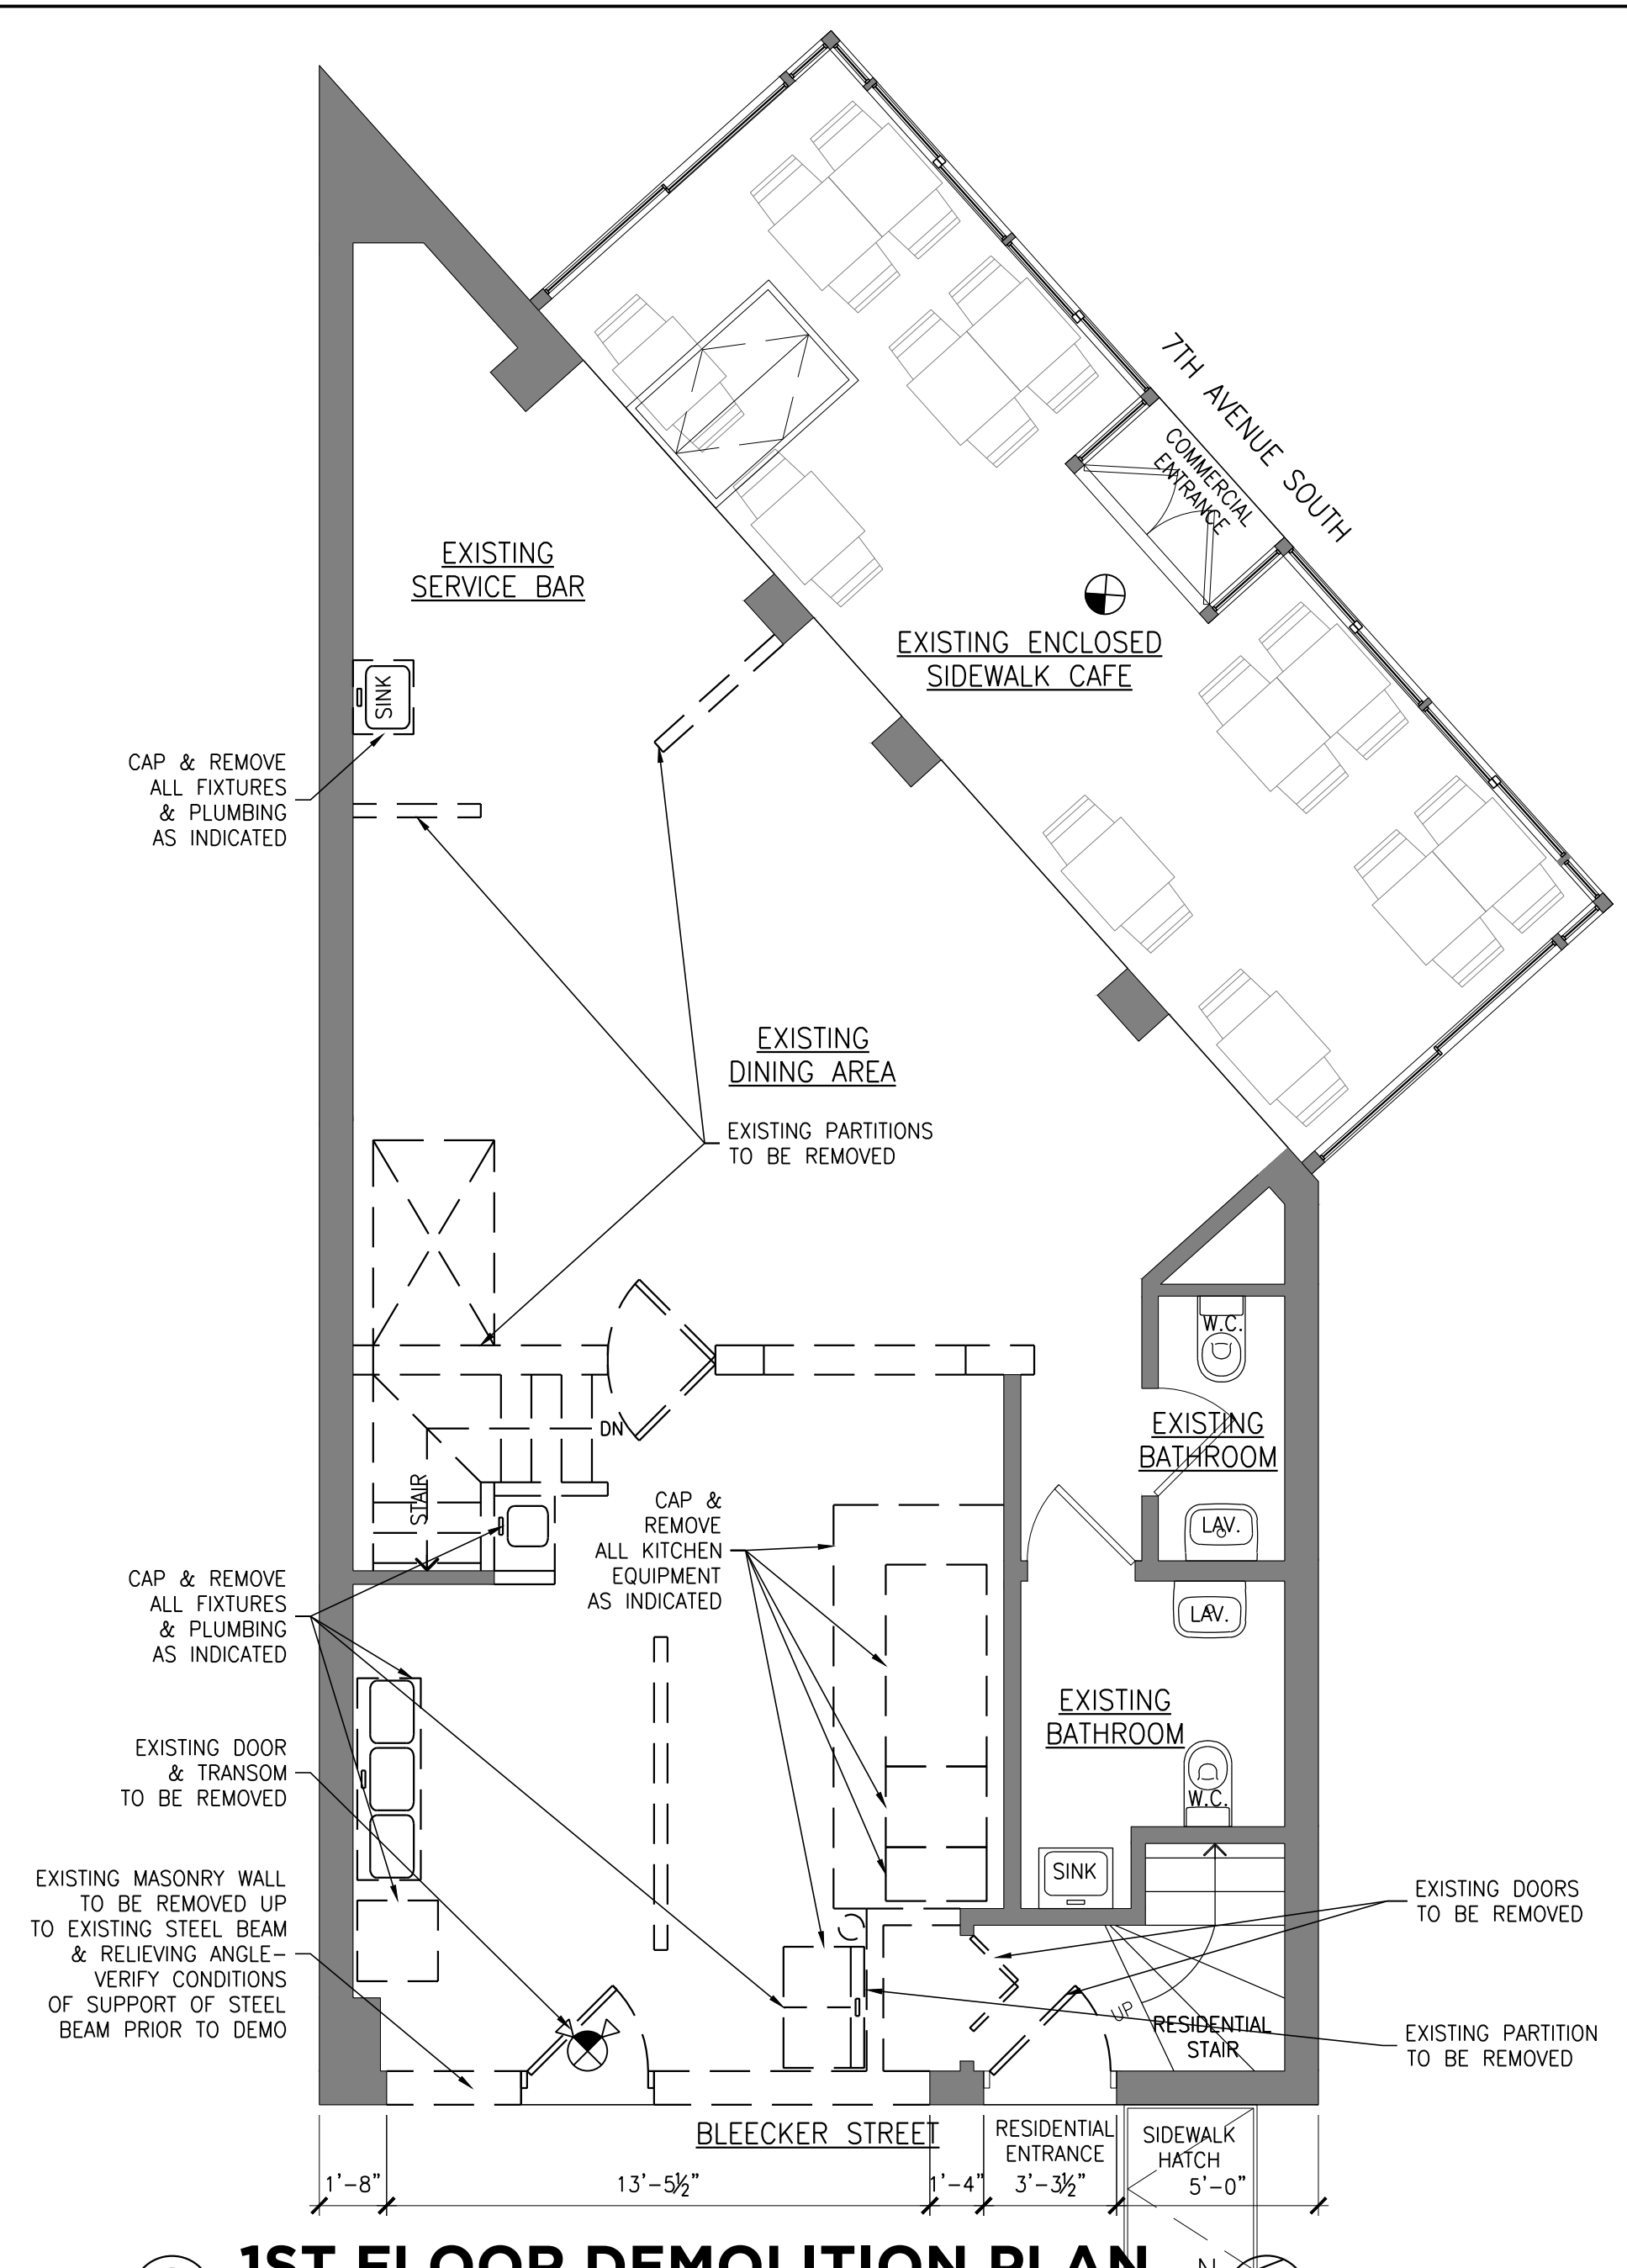 7TH AVENUE SOUTH
COMMERCIAL
ENTRANCE
EXISTING
SERVICE BAR
EXISTING ENCLOSED
SIDEWALK CAFE
SINK
CAP & REMOVE
ALL FIXTURES
& PLUMBING
AS INDICATED
EXISTING
DINING AREA
EXISTING PARTITIONS
TO BE REMOVED
W.C.
DN
EXISTING
BATHROOM
STAIR
CAP &
REMOVE
ALL KITCHEN
EQUIPMENT
AS INDICATED
LAV.
CAP & REMOVE
ALL FIXTURES
& PLUMBING
AS INDICATED
LAV.
EXISTING
BATHROOM
EXISTING DOOR
& TRANSOM
TO BE REMOVED
W.C.
SINK
EXISTING MASONRY WALL
TO BE REMOVED UP
TO EXISTING STEEL BEAM
& RELIEVING ANGLE-
VERIFY CONDITIONS
OF SUPPORT OF STEEL
BEAM PRIOR TO DEMO
EXISTING DOORS
TO BE REMOVED
UP
RESIDENTIAL
STAIR
EXISTING PARTITION
TO BE REMOVED
BLEECKER STREET
RESIDENTIAL
ENTRANCE
SIDEWALK
HATCH
1'-8" 13'-5½" 1'-4" 3'-3½" 5'-0"
1ST FLOOR DEMOLITION PLAN
N